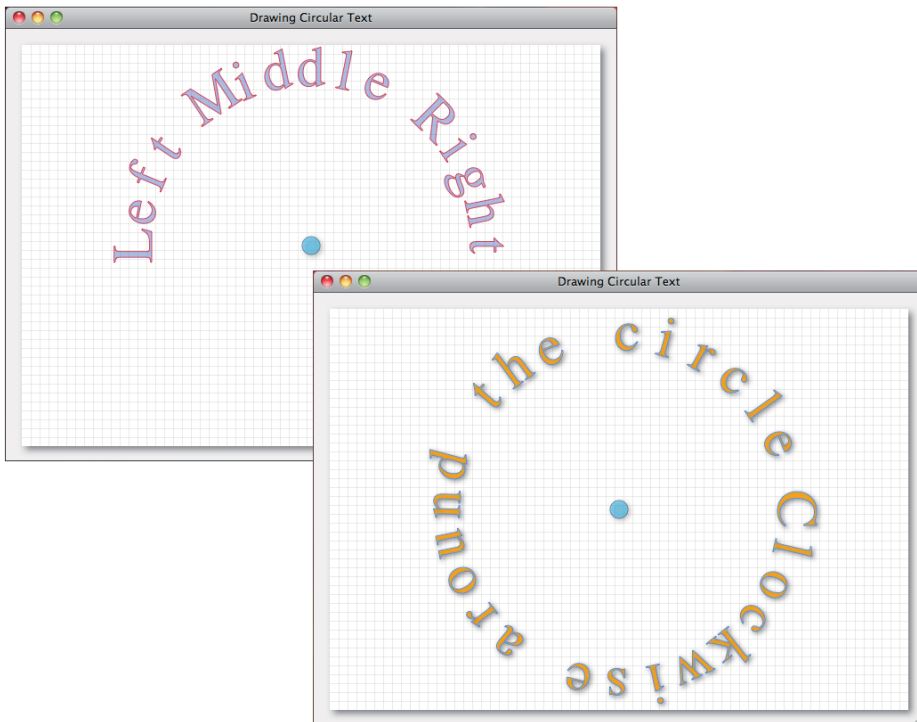 Drawing Circular Text
Left Middle Right
Drawing Circular Text
Clockwise around the circle